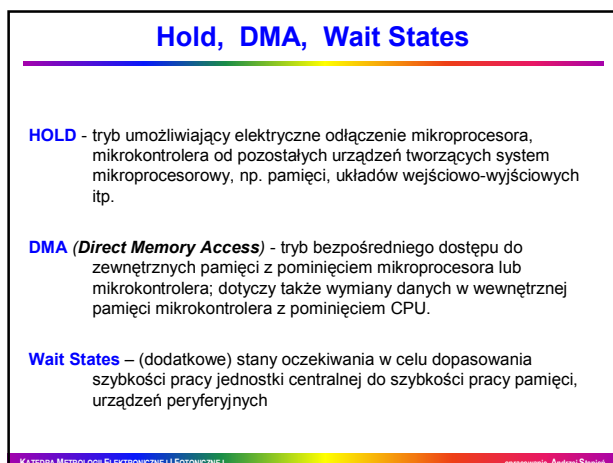 Hold, DMA, Wait States
HOLD - tryb umożliwiający elektryczne odłączenie mikroprocesora,
mikrokontrolera od pozostałych urządzeń tworzących system
mikroprocesorowy, np. pamięci, układów wejściowo-wyjściowych
itp.
DMA (Direct Memory Access) - tryb bezpośredniego dostępu do
zewnętrznych pamięci z pominięciem mikroprocesora lub
mikrokontrolera; dotyczy także wymiany danych w wewnętrznej
pamięci mikrokontrolera z pominięciem CPU.
Wait States – (dodatkowe) stany oczekiwania w celu dopasowania
szybkości pracy jednostki centralnej do szybkości pracy pamięci,
urządzeń peryferyjnych
KATEDRA METROLOGII ELEKTRONICZNEJ I FOTONICZNEJ
opracowanie Andrzej Stępień